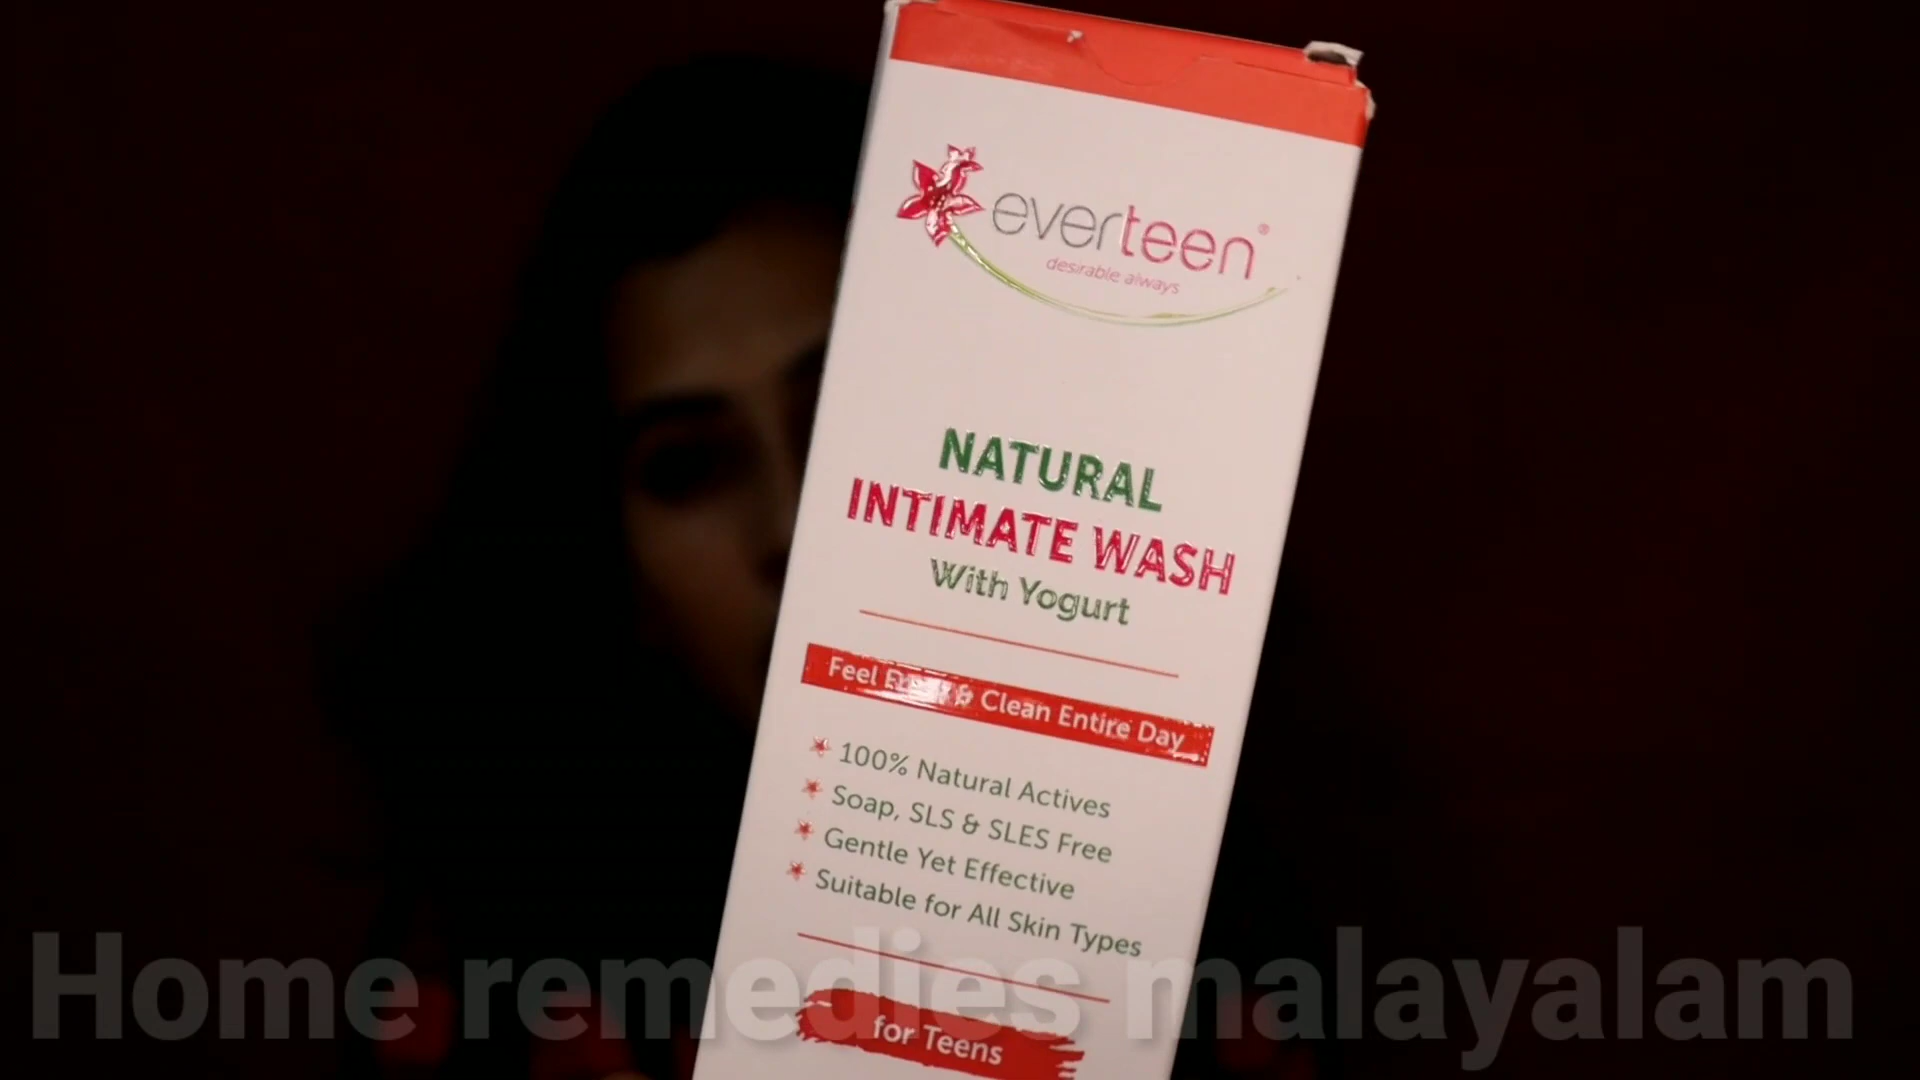 everteen®
desirable always
NATURAL
INTIMATE WASH
With Yogurt
Feel & Clean Entire Day
100% Natural Actives
Soap, SLS & SLES Free
Gentle Yet Effective
Suitable for All Skin Types
for Teens
Home remedies malayalam